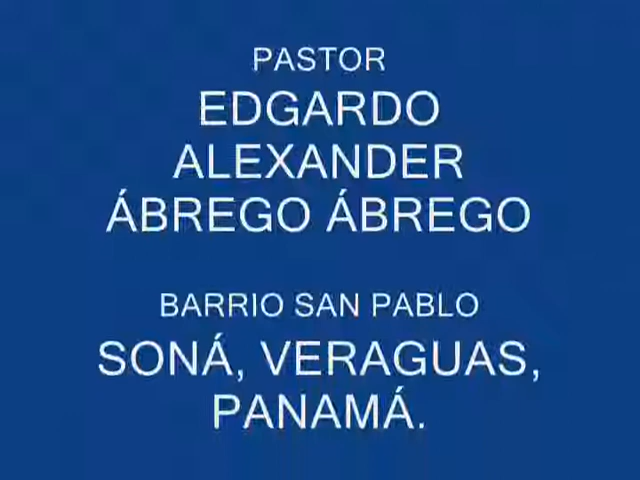 PASTOR
EDGARDO
ALEXANDER
ÁBREGO ÁBREGO
BARRIO SAN PABLO
SONÁ, VERAGUAS,
PANAMÁ.